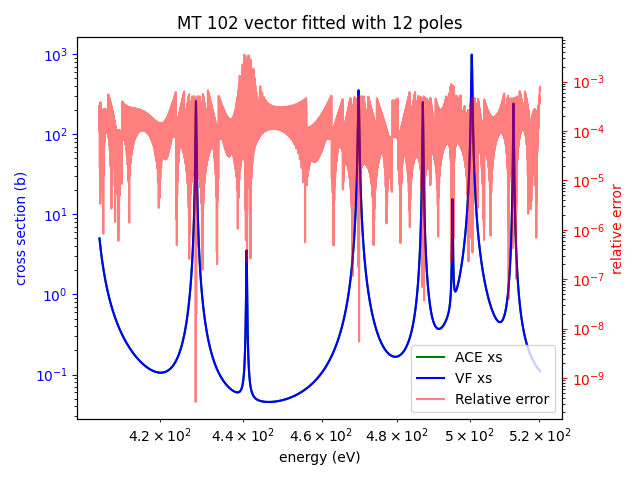 MT 102 vector fitted with 12 poles
10³
10²
10¹
10⁰
10⁻¹
cross section (b)
10⁻³
10⁻⁴
10⁻⁵
10⁻⁶
10⁻⁷
10⁻⁸
10⁻⁹
relative error
ACE xs
VF xs
Relative error
4.2 × 10² 4.4 × 10² 4.6 × 10² 4.8 × 10² 5 × 10² 5.2 × 10²
energy (eV)